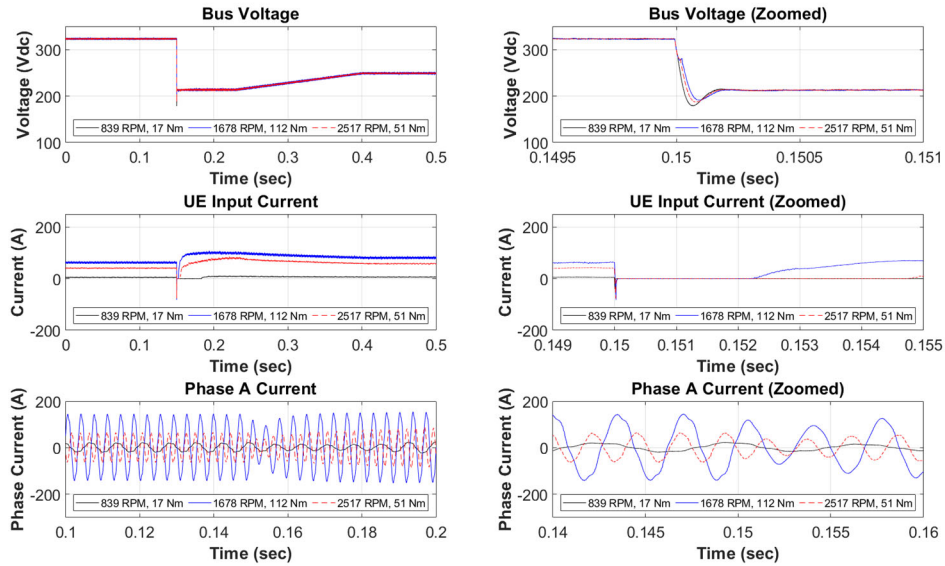 Bus Voltage
Voltage (Vdc)
300
200
100
839 RPM, 17 Nm 1678 RPM, 112 Nm 2517 RPM, 51 Nm
0 0.1 0.2 0.3 0.4 0.5
Time (sec)
Bus Voltage (Zoomed)
Voltage (Vdc)
300
200
100
839 RPM, 17 Nm 1678 RPM, 112 Nm 2517 RPM, 51 Nm
0.1495 0.15 0.1505 0.151
Time (sec)
UE Input Current
Current (A)
200
0
-200
839 RPM, 17 Nm 1678 RPM, 112 Nm 2517 RPM, 51 Nm
0 0.1 0.2 0.3 0.4 0.5
Time (sec)
UE Input Current (Zoomed)
Current (A)
200
0
-200
839 RPM, 17 Nm 1678 RPM, 112 Nm 2517 RPM, 51 Nm
0.149 0.15 0.151 0.152 0.153 0.154 0.155
Time (sec)
Phase A Current
Phase Current (A)
200
0
-200
839 RPM, 17 Nm 1678 RPM, 112 Nm 2517 RPM, 51 Nm
0.1 0.12 0.14 0.16 0.18 0.2
Time (sec)
Phase A Current (Zoomed)
Phase Current (A)
200
0
-200
839 RPM, 17 Nm 1678 RPM, 112 Nm 2517 RPM, 51 Nm
0.14 0.145 0.15 0.155 0.16
Time (sec)